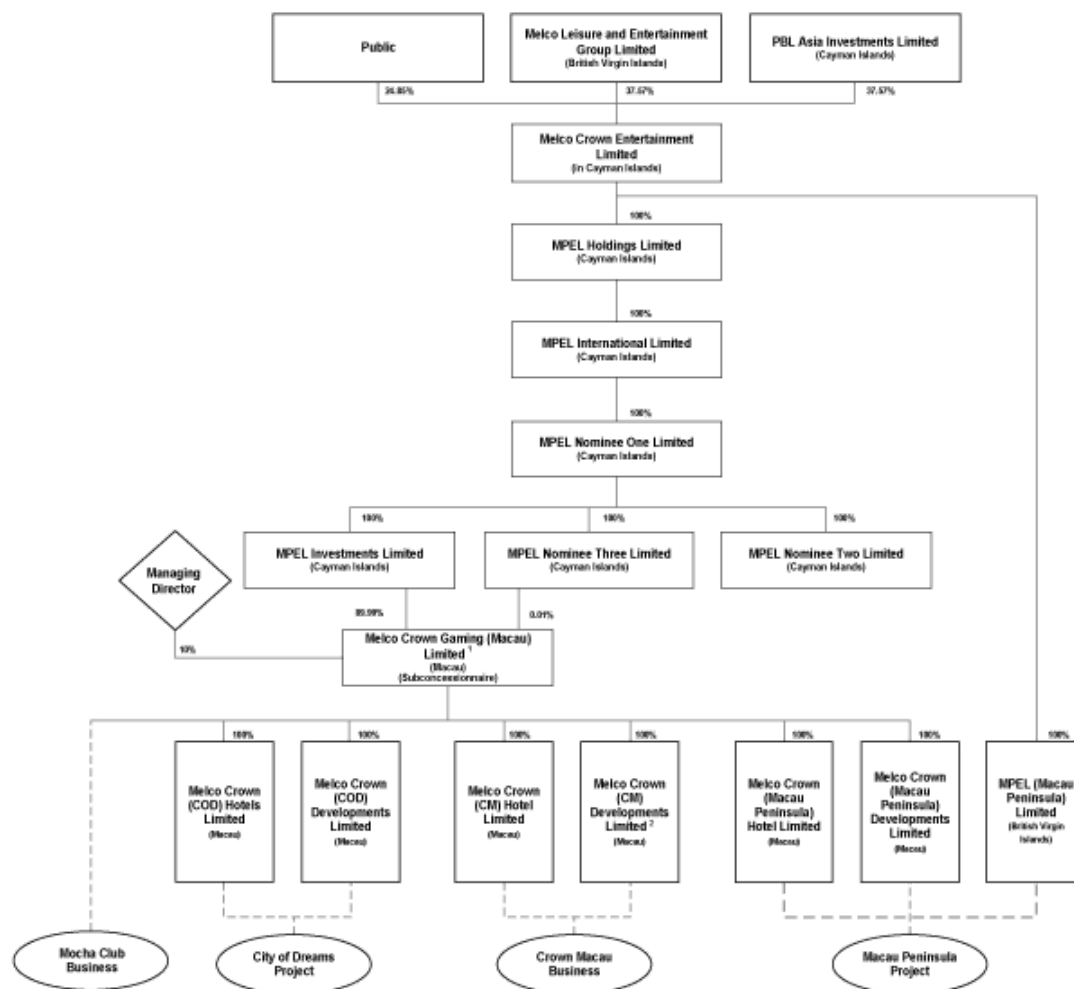 Public
Melco Leisure and Entertainment
Group Limited
(British Virgin Islands)
PBL Asia Investments Limited
(Cayman Islands)
24.85%
37.57%
37.57%
Melco Crown Entertainment
Limited
(in Cayman Islands)
100%
MPEL Holdings Limited
(Cayman Islands)
100%
MPEL International Limited
(Cayman Islands)
100%
MPEL Nominee One Limited
(Cayman Islands)
100%
100%
100%
MPEL Investments Limited
(Cayman Islands)
MPEL Nominee Three Limited
(Cayman Islands)
MPEL Nominee Two Limited
(Cayman Islands)
Managing
Director
89.99%
0.01%
10%
Melco Crown Gaming (Macau)
Limited 1
(Macau)
(Subconcessionnaire)
100%
100%
100%
100%
100%
100%
100%
Melco Crown
(COD) Hotels
Limited
(Macau)
Melco Crown
(COD)
Developments
Limited
(Macau)
Melco Crown
(CM) Hotel
Limited
(Macau)
Melco Crown
(CM)
Developments
Limited 2
(Macau)
Melco Crown
(Macau
Peninsula)
Hotel Limited
(Macau)
Melco Crown
(Macau
Peninsula)
Developments
Limited
(Macau)
MPEL (Macau
Peninsula)
Limited
(British Virgin
Islands)
Mocha Club
Business
City of Dreams
Project
Crown Macau
Business
Macau Peninsula
Project